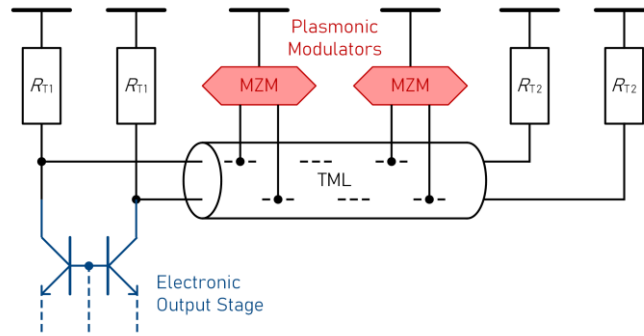 Plasmonic
Modulators
RT1
RT1
MZM
MZM
RT2
RT2
TML
Electronic
Output Stage